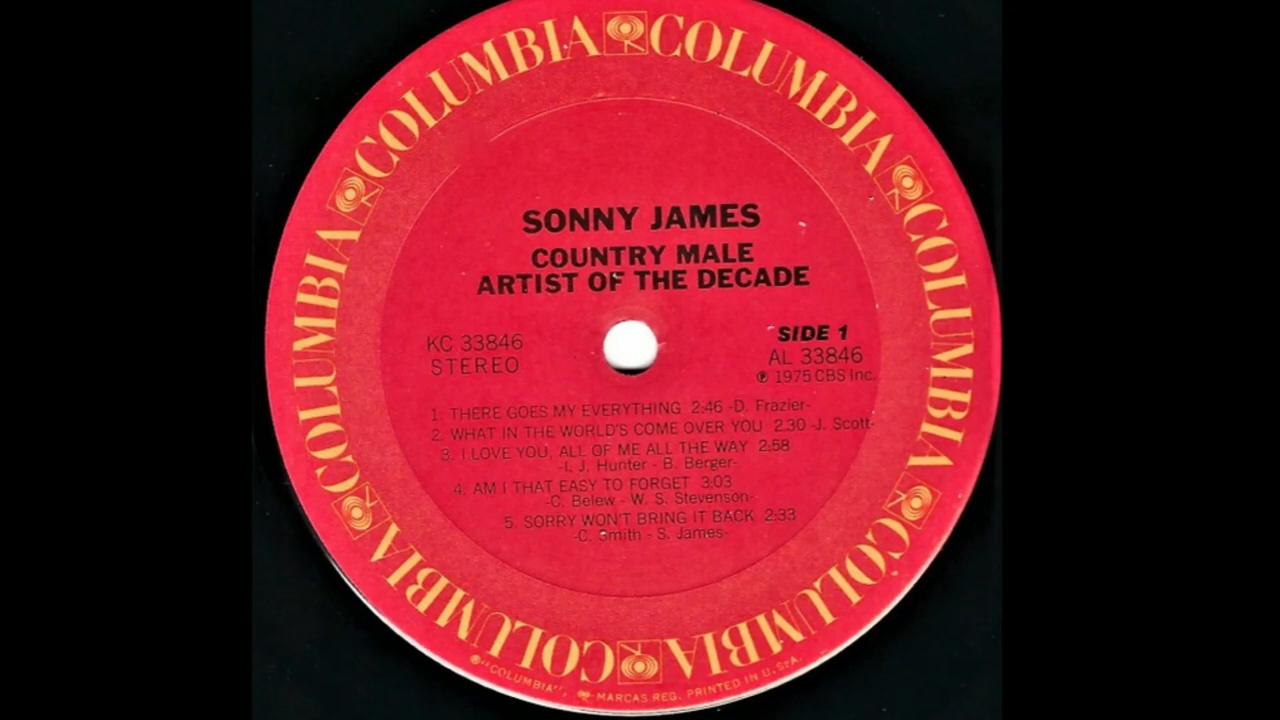 COLUMBIA COLUMBIA COLUMBIA COLUMBIA COLUMBIA COLUMBIA COLUMBIA COLUMBIA
SONNY JAMES
COUNTRY MALE
ARTIST OF THE DECADE
KC 33846
STEREO
SIDE 1
AL 33846
℗ 1975 CBS Inc.
1. THERE GOES MY EVERYTHING 2:46 -D. Frazier-
2. WHAT IN THE WORLD'S COME OVER YOU 2:30 -J. Scott-
3. I LOVE YOU, ALL OF ME ALL THE WAY 2:58
-I. J. Hunter - B. Berger-
4. AM I THAT EASY TO FORGET 3:03
-C. Belew - W. S. Stevenson-
5. SORRY WON'T BRING IT BACK 2:33
-C. Smith - S. James-
®"COLUMBIA", MARCAS REG. PRINTED IN U.S.A.